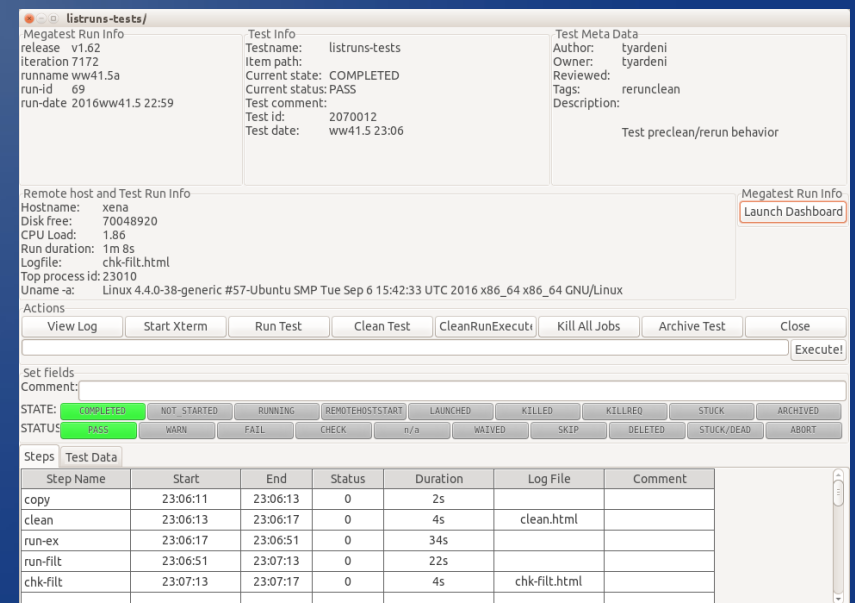 listruns-tests/
Megatest Run Info
release v1.62
iteration 7172
runname ww41.5a
run-id 69
run-date 2016ww41.5 22:59
Test Info
Testname: listruns-tests
Item path:
Current state: COMPLETED
Current status: PASS
Test comment:
Test id: 2070012
Test date: ww41.5 23:06
Test Meta Data
Author: tyardeni
Owner: tyardeni
Reviewed:
Tags: rerunclean
Description:
Test preclean/rerun behavior
Remote host and Test Run Info
Hostname: xena
Disk free: 70048920
CPU Load: 1.86
Run duration: 1m 8s
Logfile: chk-filt.html
Top process id: 23010
Uname -a: Linux 4.4.0-38-generic #57-Ubuntu SMP Tue Sep 6 15:42:33 UTC 2016 x86_64 x86_64 GNU/Linux
Megatest Run Info
Launch Dashboard
Actions
View Log Start Xterm Run Test Clean Test CleanRunExecut Kill All Jobs Archive Test Close
Execute!
Set fields
Comment:
STATE: COMPLETED NOT_STARTED RUNNING REMOTEHOSTSTART LAUNCHED KILLED KILLREQ STUCK ARCHIVED
STATUS PASS WARN FAIL CHECK n/a WAIVED SKIP DELETED STUCK/DEAD ABORT
Steps Test Data
Step Name Start End Status Duration Log File Comment
copy 23:06:11 23:06:13 0 2s
clean 23:06:13 23:06:17 0 4s clean.html
run-ex 23:06:17 23:06:51 0 34s
run-filt 23:06:51 23:07:13 0 22s
chk-filt 23:07:13 23:07:17 0 4s chk-filt.html